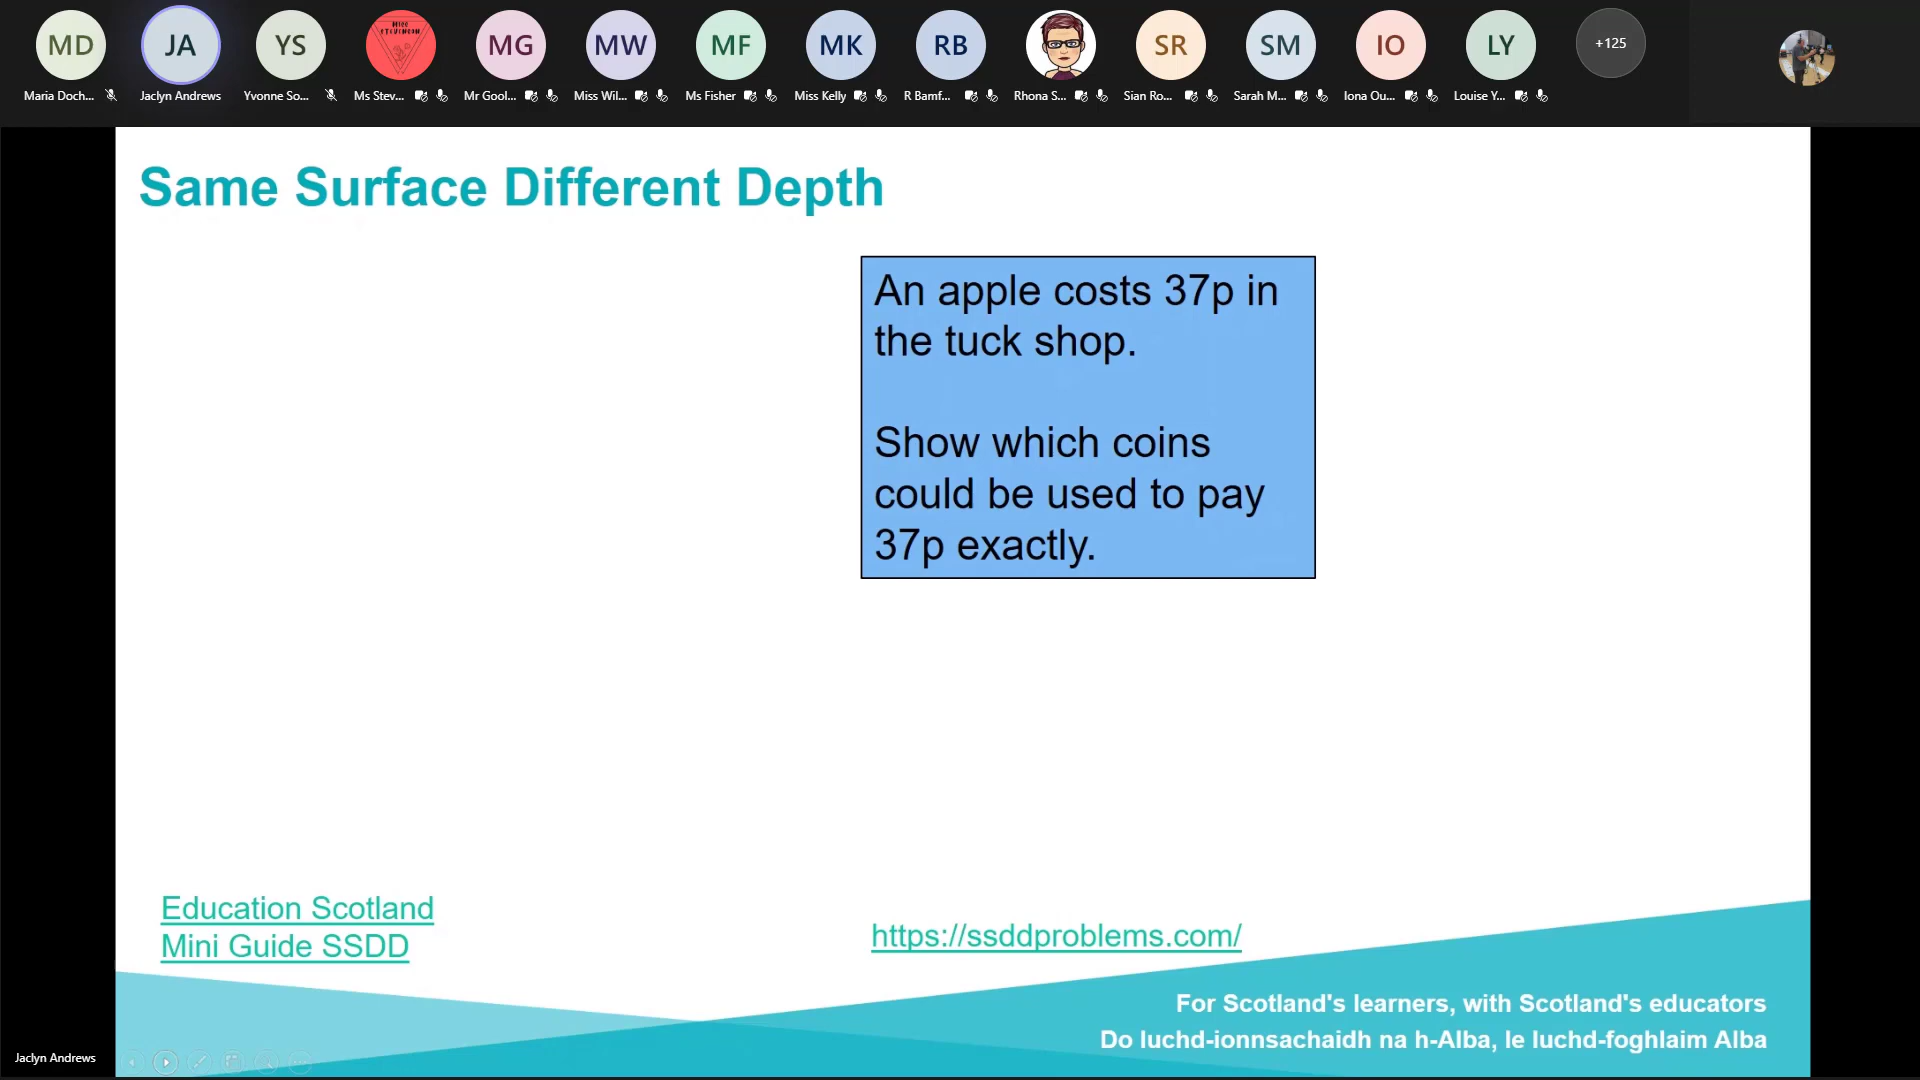 MD
JA
YS
MISS
STEVENSON
MG
MW
MF
MK
RB
SR
SM
IO
LY
+125
Maria Doch...
Jaclyn Andrews
Yvonne So...
Ms Stev...
Mr Gool...
Miss Wil...
Ms Fisher
Miss Kelly
R Bamf...
Rhona S...
Sian Ro...
Sarah M...
Iona Ou...
Louise Y...
Same Surface Different Depth
An apple costs 37p in
the tuck shop.
Show which coins
could be used to pay
37p exactly.
Education Scotland
Mini Guide SSDD
https://ssddproblems.com/
For Scotland's learners, with Scotland's educators
Do luchd-ionnsachaidh na h-Alba, le luchd-foghlaim Alba
Jaclyn Andrews